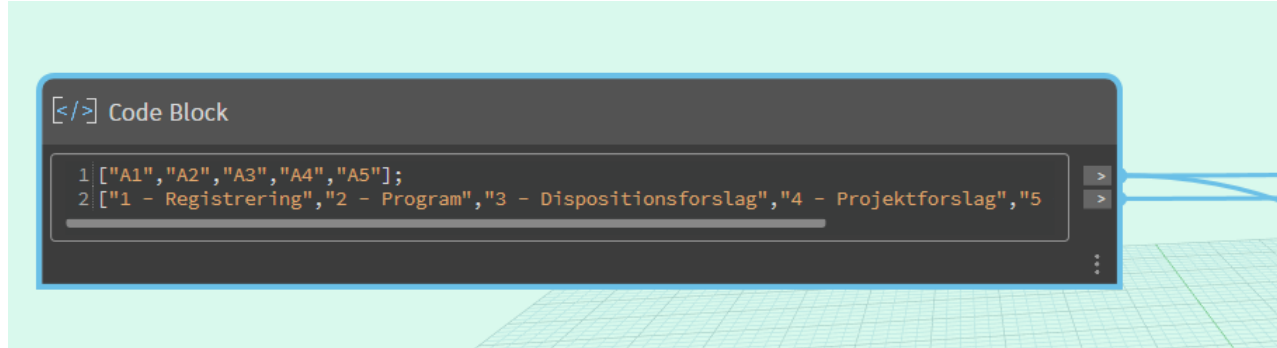 [</>] Code Block
1 ["A1","A2","A3","A4","A5"];
2 ["1 - Registrering","2 - Program","3 - Dispositionsforslag","4 - Projektforslag","5
>
>